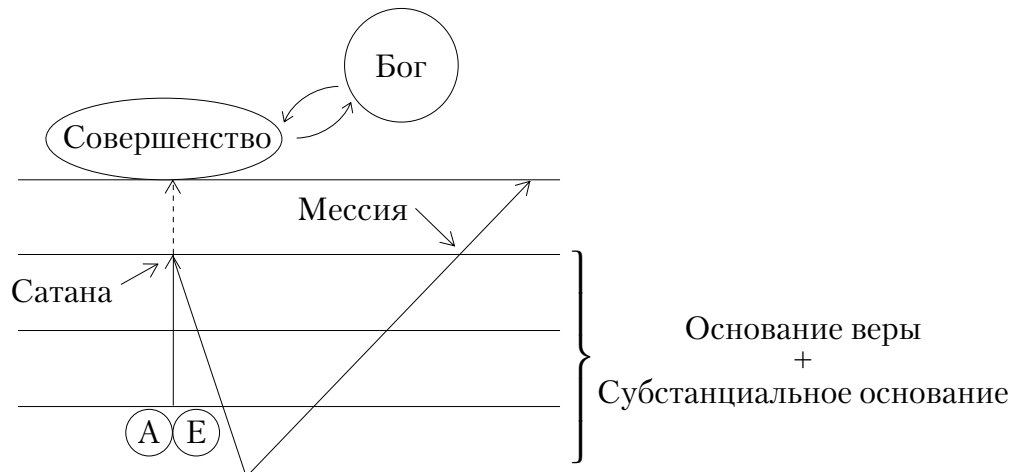 Бог
Совершенство
Мессия
Сатана
Основание веры
+
Субстанциальное основание
А Е